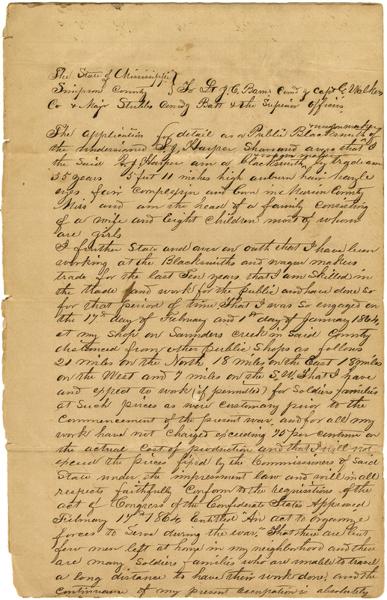 The State of Mississippi
Simpson County } To Lt J. C. Bams Comdg Capt G Walkers
Co & Major Stubbs Comdg Batt & the Superior Officers
wagon maker
The Application for detail as a Public Blacksmith of
the undersigned Harper Shows and says that I
wagon maker
the Said Harper am a Blacksmith by trade am
35 years 5 feet 11 inches high auburn hair hazle
eyes fair Complexion and born in Marion County
Miss and am the head of a family Consisting
of a wife and Eight Children most of whom
are girls
I further State and aver on oath that I have been
working at the Blacksmiths and wagon makers
trade for the last Ten years that I am Skilled in
the trade and work for the public and have done so
for that period of time That I was So engaged on
the 17th day of February and 1st day of January 1864
at my Shop on Saunders Creek in Said County
distanced from other public Shops as follows
21 miles on the North 18 miles on the East 18 miles
on the West and 7 miles on the S.W. That I have
and expect to work (if permitted) for Soldiers families
at Such prices as were Customary prior to the
Commencement of the present war, and for all my
work have not Charged exceeding 75 per centum on
the actual Cost of production and that I will not
exceed the prices fixed by the Commissioners of Said
State under the impressment law and will in all
respects faithfully Conform to the requisitions of the
act of Congress of the Confederate States Approved
February 17th 1864 Entitled An act to organize
forces to Serve during the war. That there are but
few men left at home in my neighborhood and there
are many Soldiers families who are unable to travel
a long distance to have their work done, and the
continuance of my present occupation is absolutely